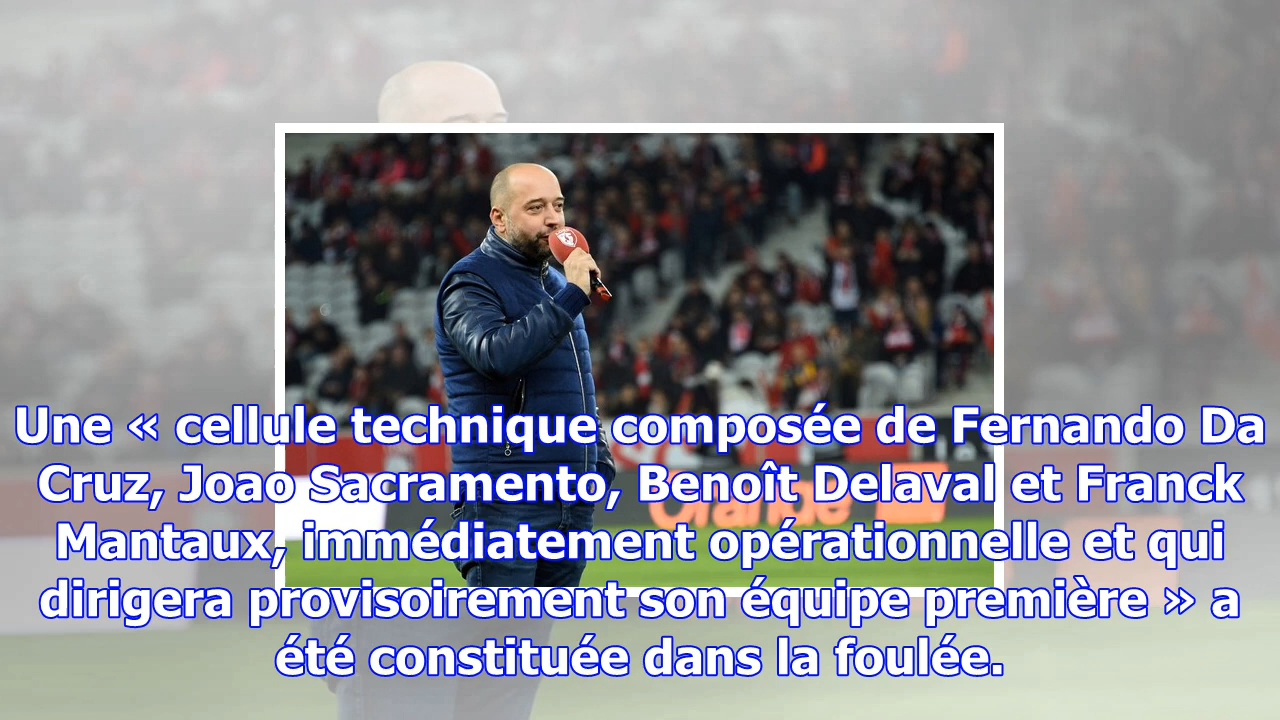 Une « cellule technique composée de Fernando Da
Cruz, Joao Sacramento, Benoît Delaval et Franck
Mantaux, immédiatement opérationnelle et qui
dirigera provisoirement son équipe première » a
été constituée dans la foulée.
Orange